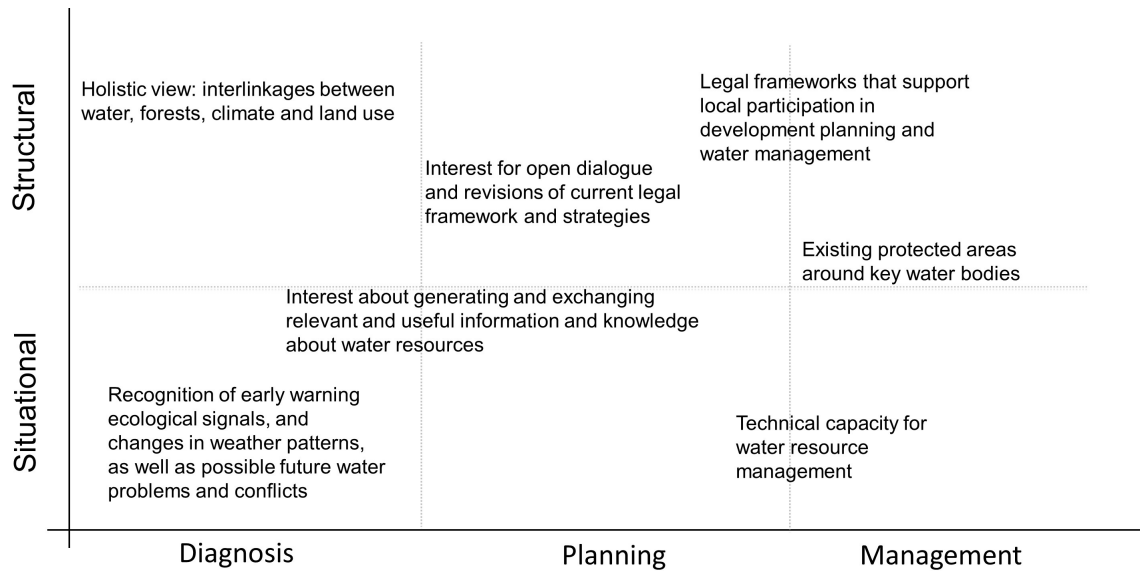 Structural
Holistic view: interlinkages between
water, forests, climate and land use
Legal frameworks that support
local participation in
development planning and
water management
Interest for open dialogue
and revisions of current legal
framework and strategies
Existing protected areas
around key water bodies
Situational
Interest about generating and exchanging
relevant and useful information and knowledge
about water resources
Recognition of early warning
ecological signals, and
changes in weather patterns,
as well as possible future water
problems and conflicts
Technical capacity for
water resource
management
Diagnosis
Planning
Management